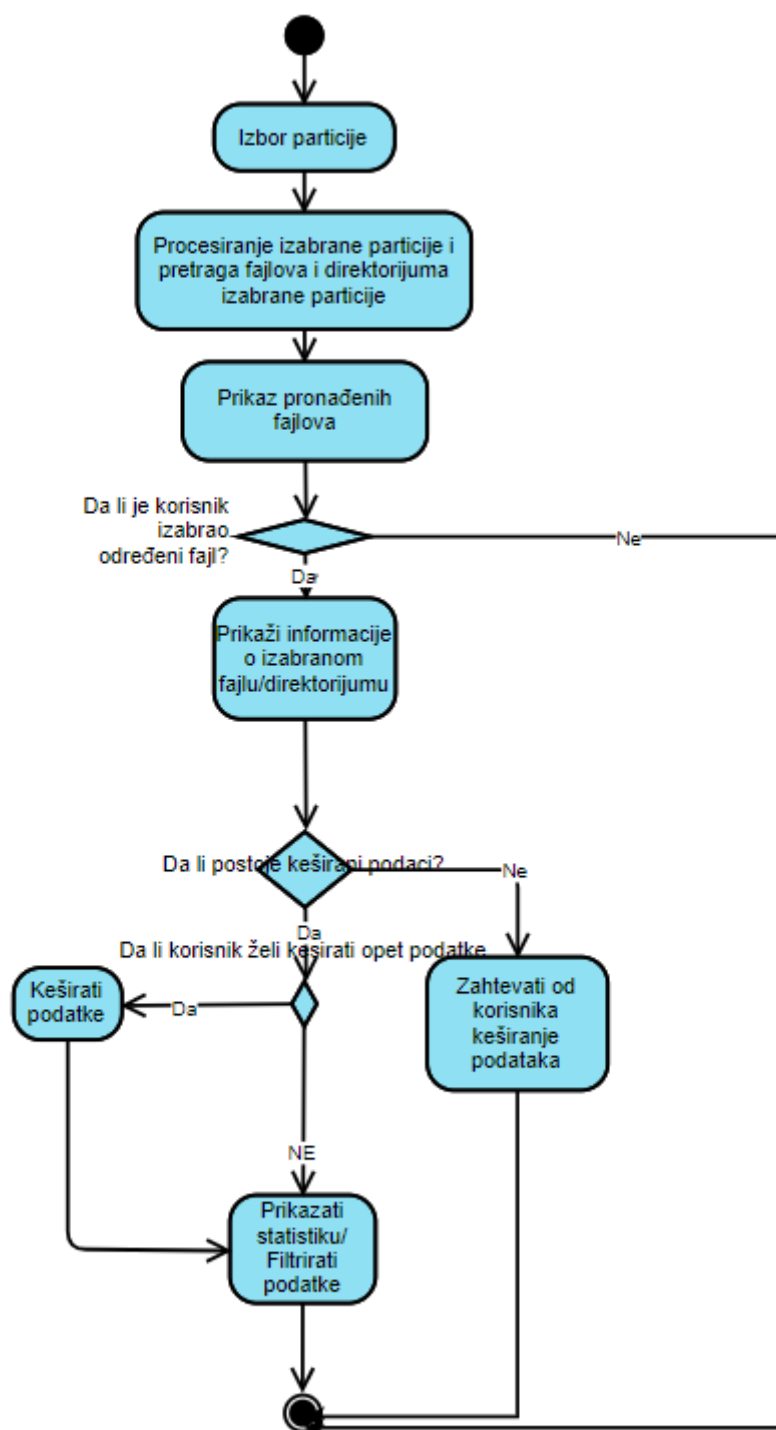 Izbor particije
Procesiranje izabrane particije i
pretraga fajlova i direktorijuma
izabrane particije
Prikaz pronađenih
fajlova
Da li je korisnik
izabrao
određeni fajl?
Ne
Da
Prikaži informacije
o izabranom
fajlu/direktorijumu
Da li postoje keširani podaci?
Ne
Da
Da li korisnik želi kesirati opet podatke
Keširati
podatke
Da
Zahtevati od
korisnika
keširanje
podataka
NE
Prikazati
statistiku/
Filtrirati
podatke